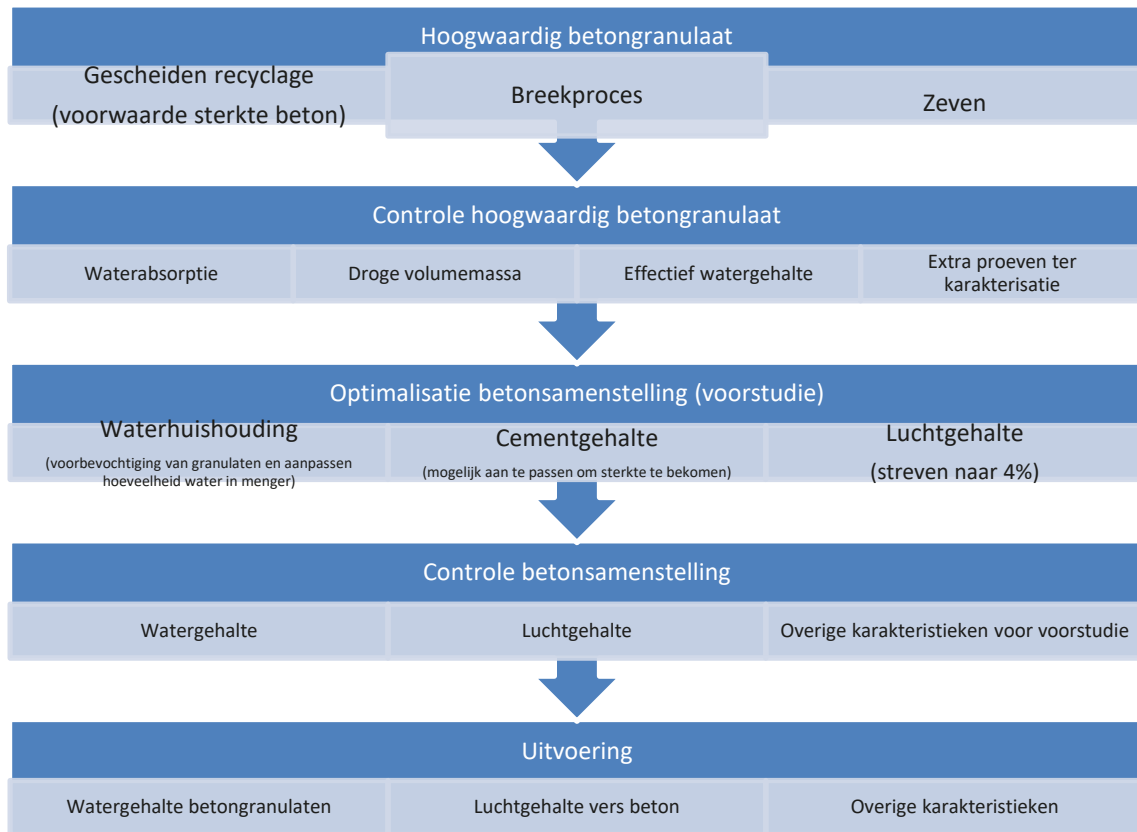 Hoogwaardig betongranulaat
Gescheiden recyclage
(voorwaarde sterkte beton)
Breekproces
Zeven
Controle hoogwaardig betongranulaat
Waterabsorptie
Droge volumemassa
Effectief watergehalte
Extra proeven ter
karakterisatie
Optimalisatie betonsamenstelling (voorstudie)
Waterhuishouding
(voorbevochtiging van granulaten en aanpassen
hoeveelheid water in menger)
Cementgehalte
(mogelijk aan te passen om sterkte te bekomen)
Luchtgehalte
(streven naar 4%)
Controle betonsamenstelling
Watergehalte
Luchtgehalte
Overige karakteristieken voor voorstudie
Uitvoering
Watergehalte betongranulaten
Luchtgehalte vers beton
Overige karakteristieken